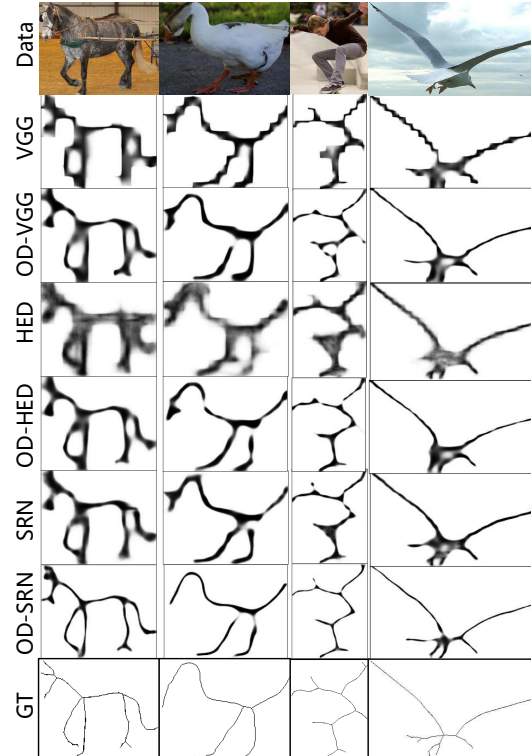 Data
VGG
OD-VGG
HED
OD-HED
SRN
OD-SRN
GT